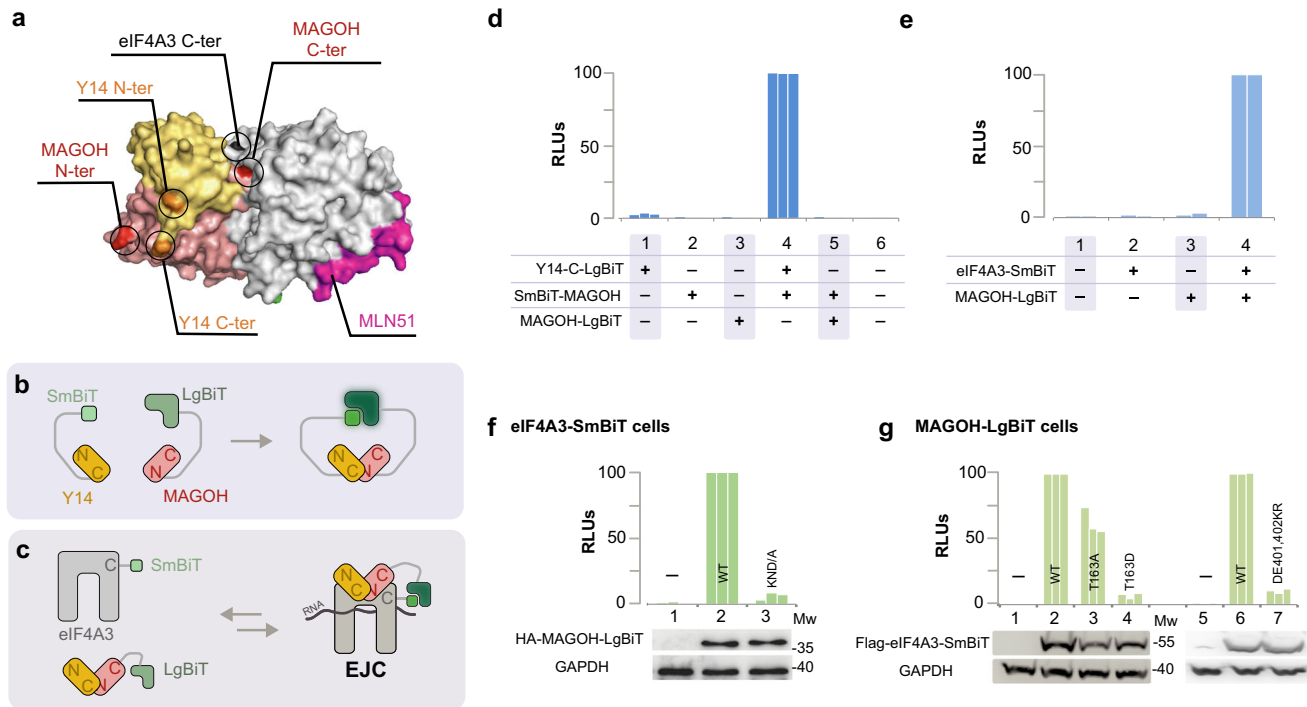 a
eIF4A3 C-ter
MAGOH
C-ter
Y14 N-ter
MAGOH
N-ter
Y14 C-ter
MLN51
b
SmBiT
LgBiT
N
C
C
N
Y14
MAGOH
N
C
C
N
c
C
SmBiT
eIF4A3
N
C
C
N
LgBiT
RNA
N
C
C
N
C
EJC
d
RLUs
100
50
0
1 2 3 4 5 6
Y14-C-LgBiT + – – + – –
SmBiT-MAGOH – + – + + –
MAGOH-LgBiT – – + – + –
e
RLUs
100
50
0
1 2 3 4
eIF4A3-SmBiT – + – +
MAGOH-LgBiT – – + +
f eIF4A3-SmBiT cells
RLUs
100
50
0
– WT KND/A
1 2 3 Mw
HA-MAGOH-LgBiT -35
GAPDH -40
g MAGOH-LgBiT cells
RLUs
100
50
0
– WT T163A T163D – WT DE401,402KR
1 2 3 4 Mw 5 6 7
Flag-eIF4A3-SmBiT -55
GAPDH -40